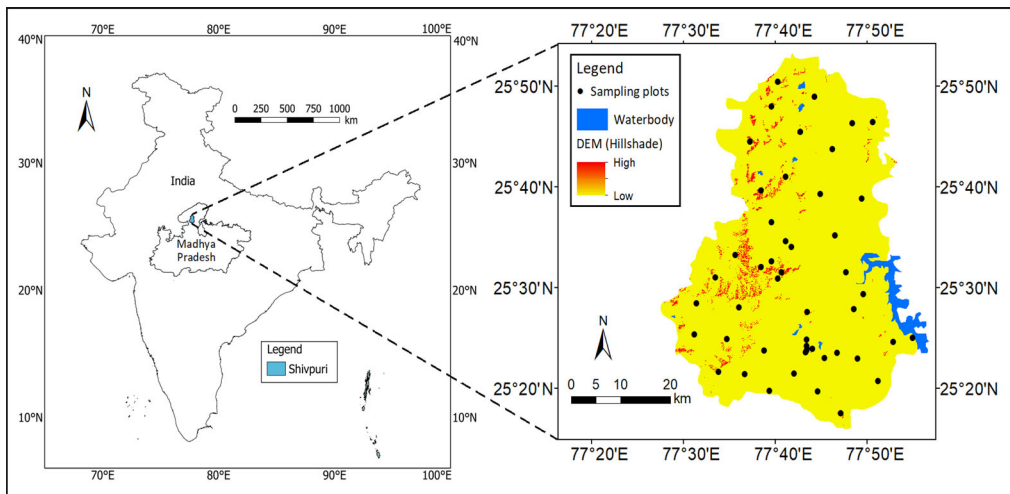 70°E 80°E 90°E 100°E
40°N
30°N
20°N
10°N
N
0 250 500 750 1000
km
India
Madhya
Pradesh
Legend
Shivpuri
40°N
30°N
20°N
10°N
70°E 80°E 90°E 100°E
77°20'E 77°30'E 77°40'E 77°50'E
25°50'N
25°40'N
25°30'N
25°20'N
Legend
Sampling plots
Waterbody
DEM (Hillshade)
High
Low
N
0 5 10 20
km
25°50'N
25°40'N
25°30'N
25°20'N
77°20'E 77°30'E 77°40'E 77°50'E